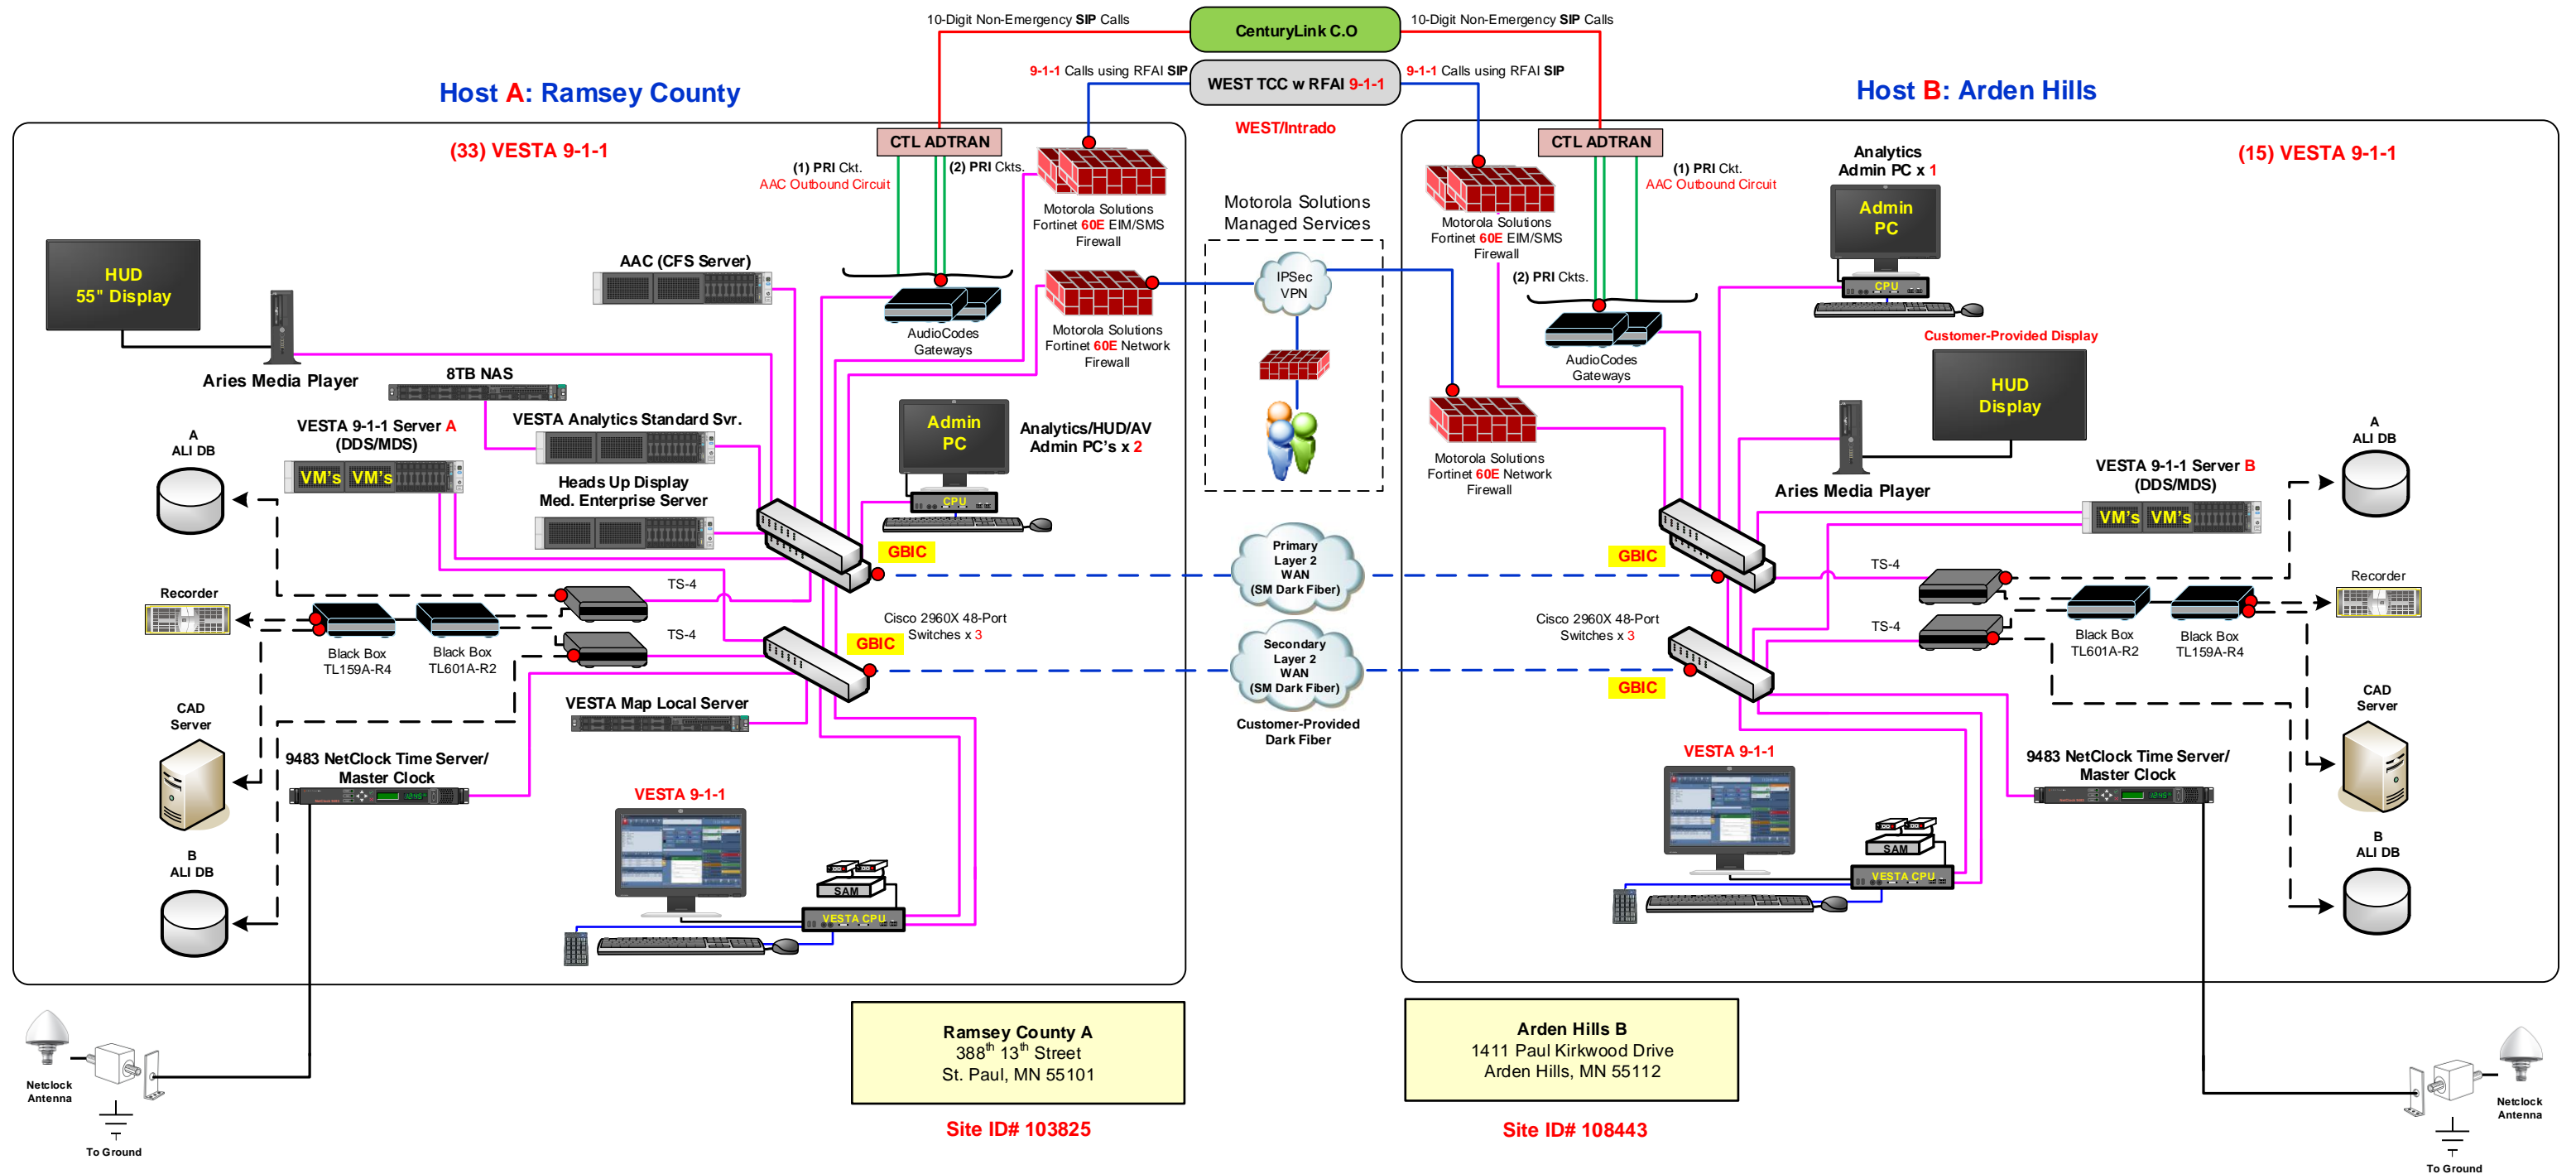 10-Digit Non-Emergency SIP Calls
CenturyLink C.O
10-Digit Non-Emergency SIP Calls
9-1-1 Calls using RFAI SIP
WEST TCC w RFAI 9-1-1
9-1-1 Calls using RFAI SIP
WEST/Intrado
Host A: Ramsey County
(33) VESTA 9-1-1
CTL ADTRAN
(1) PRI Ckt.
AAC Outbound Circuit
(2) PRI Ckts.
Motorola Solutions
Fortinet 60E EIM/SMS
Firewall
HUD
55" Display
Aries Media Player
AAC (CFS Server)
AudioCodes
Gateways
Motorola Solutions
Fortinet 60E Network
Firewall
8TB NAS
VESTA Analytics Standard Svr.
VESTA 9-1-1 Server A
(DDS/MDS)
VM's VM's
Heads Up Display
Med. Enterprise Server
Admin
PC
CPU
Analytics/HUD/AV
Admin PC's x 2
A
ALI DB
GBIC
TS-4
Recorder
TS-4
Black Box
TL159A-R4
Black Box
TL601A-R2
Cisco 2960X 48-Port
Switches x 3
GBIC
VESTA Map Local Server
CAD
Server
9483 NetClock Time Server/
Master Clock
VESTA 9-1-1
SAM
VESTA CPU
B
ALI DB
Netclock
Antenna
To Ground
Ramsey County A
388th 13th Street
St. Paul, MN 55101
Site ID# 103825
Motorola Solutions
Managed Services
IPSec
VPN
Primary
Layer 2
WAN
(SM Dark Fiber)
Secondary
Layer 2
WAN
(SM Dark Fiber)
Customer-Provided
Dark Fiber
Host B: Arden Hills
(15) VESTA 9-1-1
CTL ADTRAN
(1) PRI Ckt.
AAC Outbound Circuit
(2) PRI Ckts.
Motorola Solutions
Fortinet 60E EIM/SMS
Firewall
Analytics
Admin PC x 1
Admin
PC
CPU
AudioCodes
Gateways
Customer-Provided Display
HUD
Display
Aries Media Player
Motorola Solutions
Fortinet 60E Network
Firewall
VESTA 9-1-1 Server B
(DDS/MDS)
VM's VM's
A
ALI DB
GBIC
TS-4
Recorder
TS-4
Black Box
TL601A-R2
Black Box
TL159A-R4
Cisco 2960X 48-Port
Switches x 3
GBIC
CAD
Server
9483 NetClock Time Server/
Master Clock
VESTA 9-1-1
SAM
VESTA CPU
B
ALI DB
Netclock
Antenna
To Ground
Arden Hills B
1411 Paul Kirkwood Drive
Arden Hills, MN 55112
Site ID# 108443